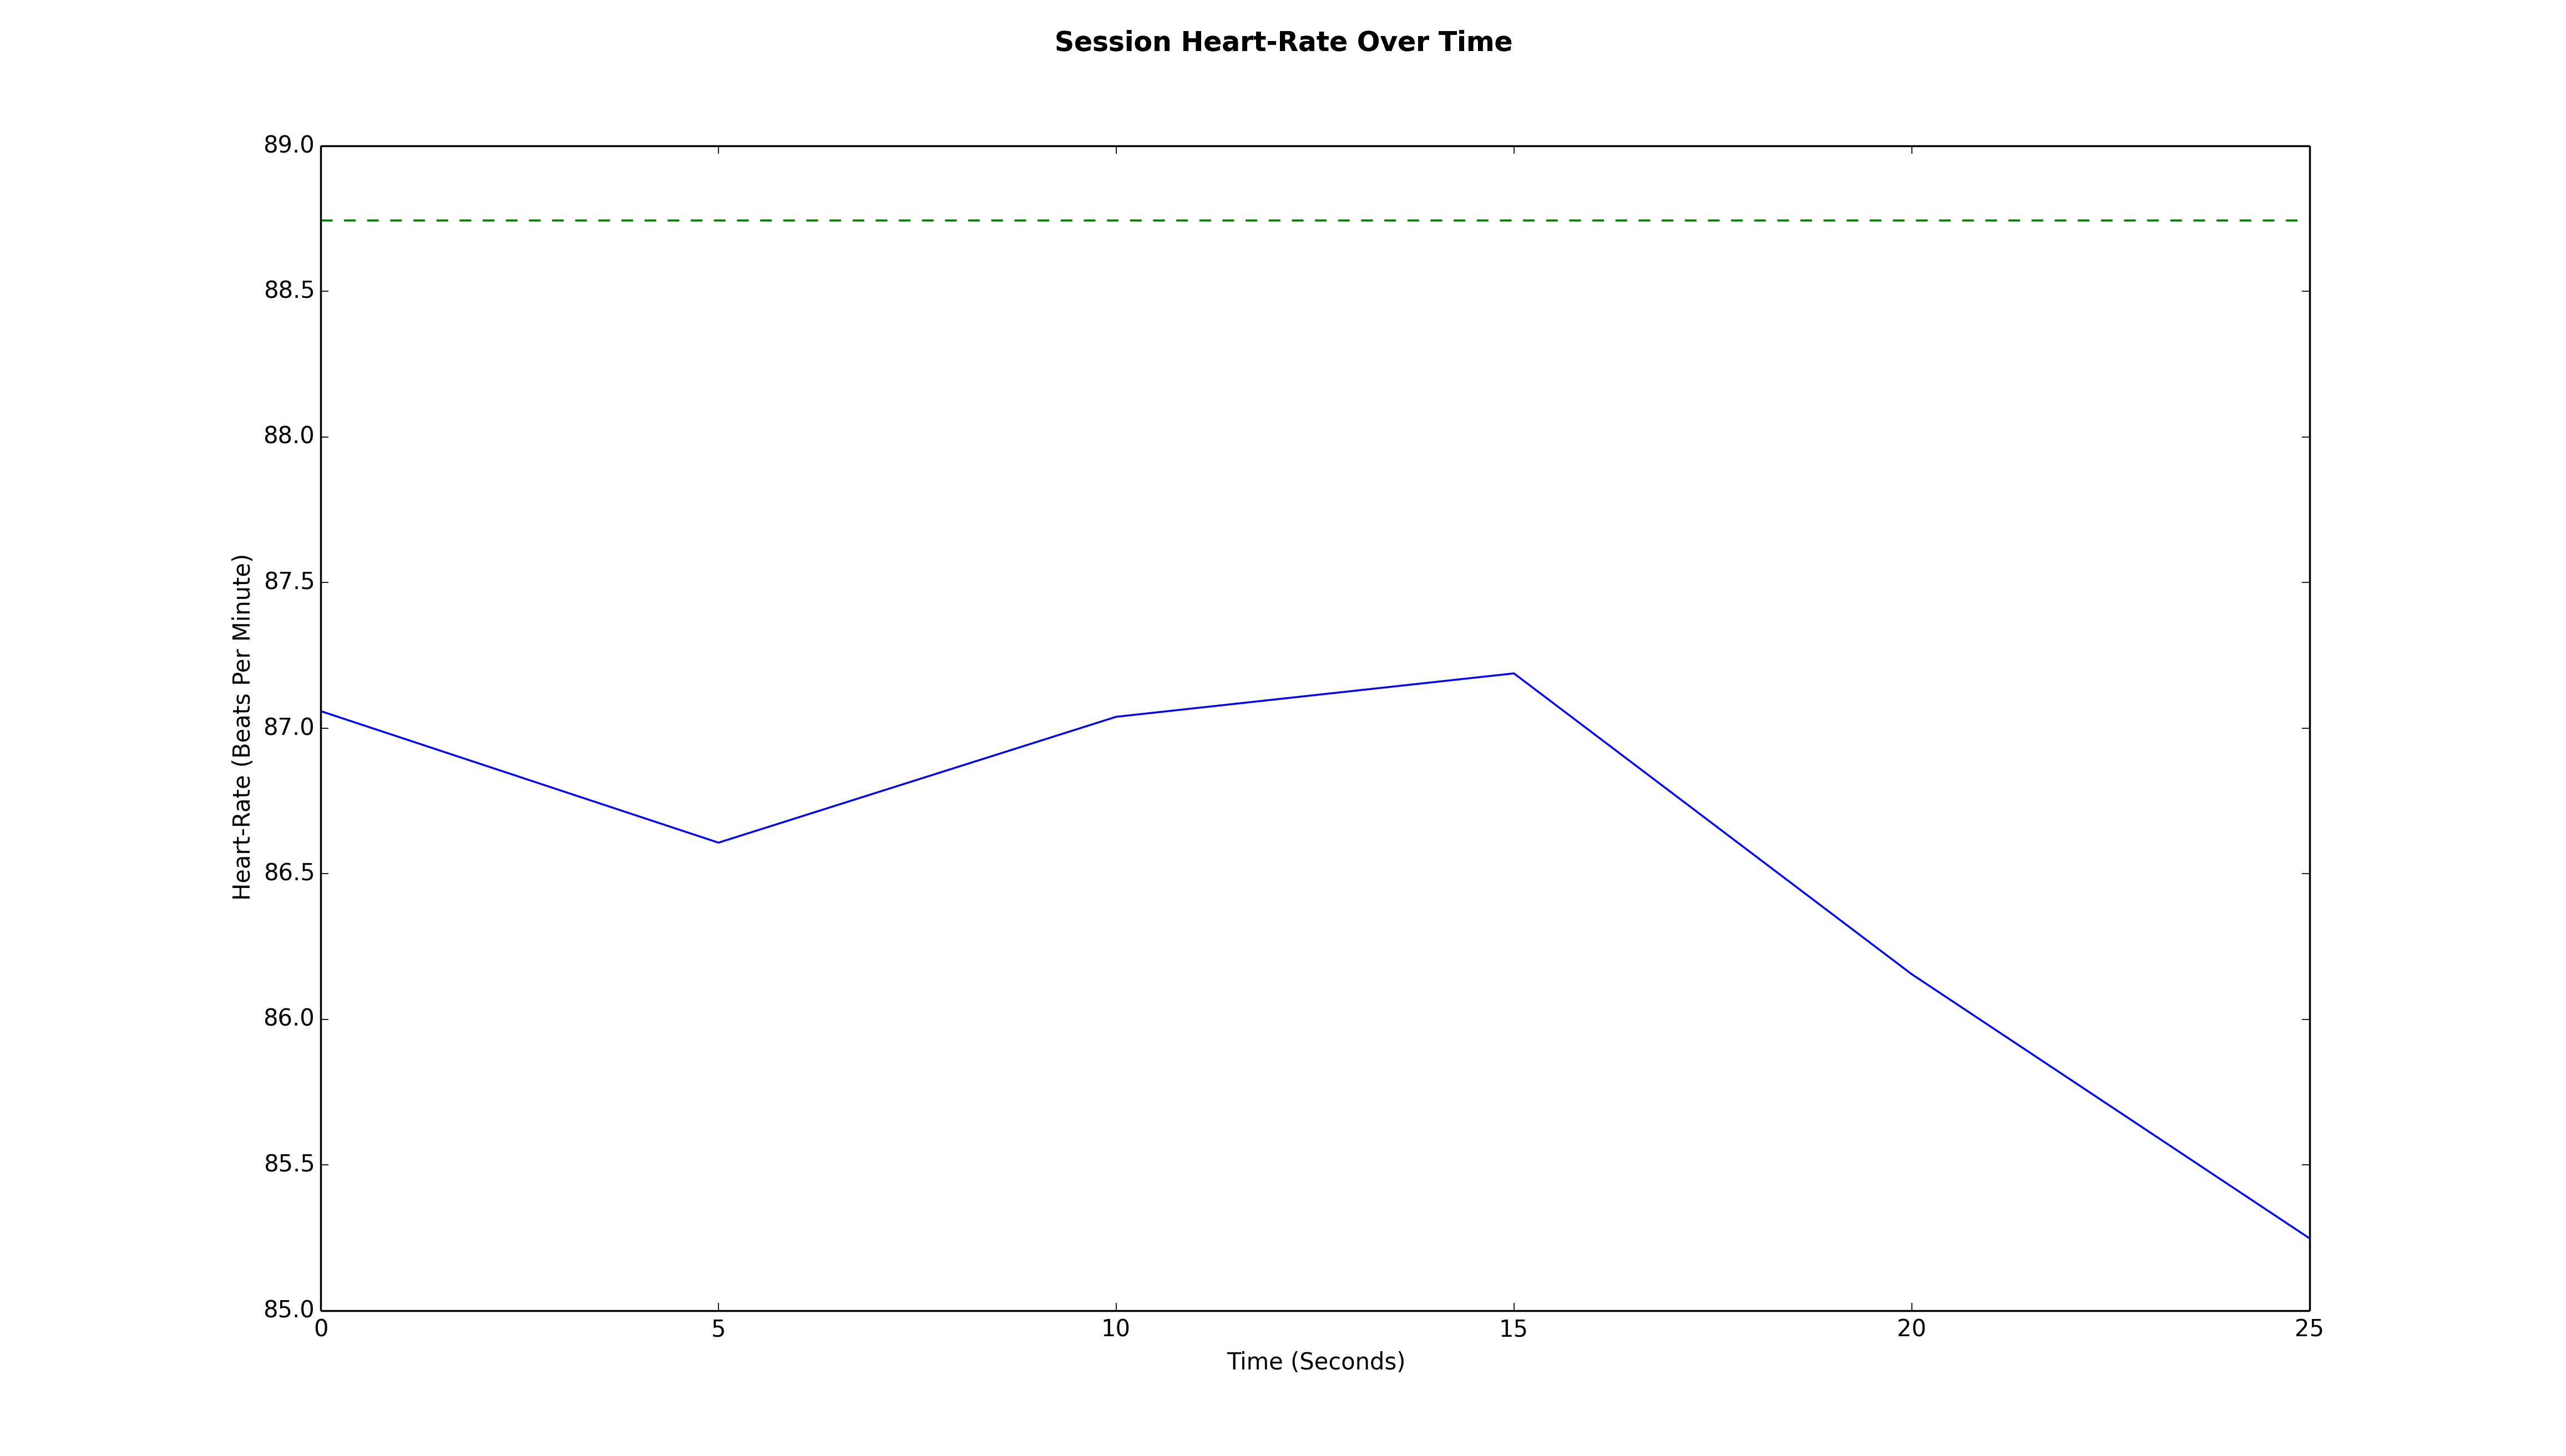 Session Heart-Rate Over Time
89.0
88.5
88.0
87.5
87.0
86.5
86.0
85.5
85.0
Heart-Rate (Beats Per Minute)
0 5 10 15 20 25
Time (Seconds)